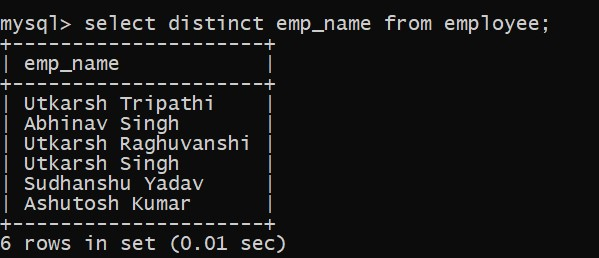 mysql> select distinct emp_name from employee;
+--------------------+
| emp_name           |
+--------------------+
| Utkarsh Tripathi   |
| Abhinav Singh      |
| Utkarsh Raghuvanshi |
| Utkarsh Singh      |
| Sudhanshu Yadav    |
| Ashutosh Kumar     |
+--------------------+
6 rows in set (0.01 sec)